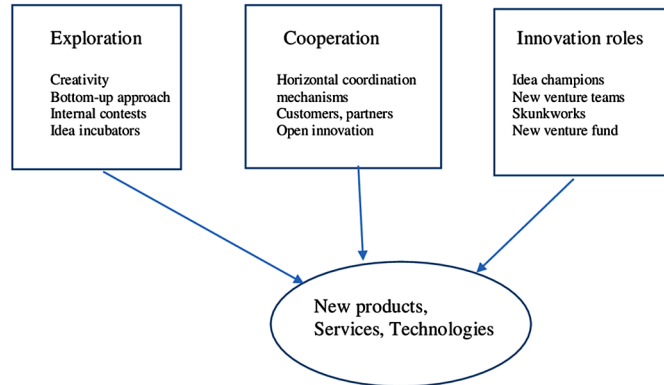 Exploration
Creativity
Bottom-up approach
Internal contests
Idea incubators
Cooperation
Horizontal coordination
mechanisms
Customers, partners
Open innovation
Innovation roles
Idea champions
New venture teams
Skunkworks
New venture fund
New products,
Services, Technologies